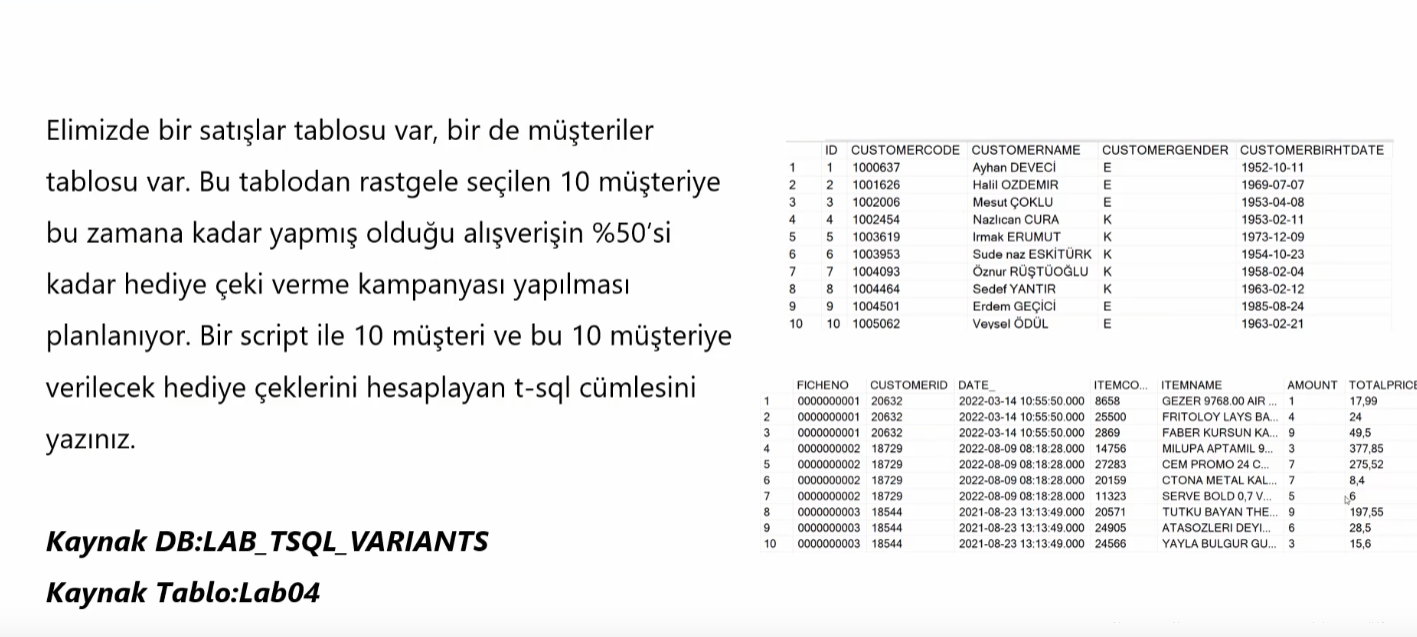 Elimizde bir satışlar tablosu var, bir de müşteriler
tablosu var. Bu tablodan rastgele seçilen 10 müşteriye
bu zamana kadar yapmış olduğu alışverişin %50’si
kadar hediye çeki verme kampanyası yapılması
planlanıyor. Bir script ile 10 müşteri ve bu 10 müşteriye
verilecek hediye çeklerini hesaplayan t-sql cümlesini
yazınız.
Kaynak DB:LAB_TSQL_VARIANTS
Kaynak Tablo:Lab04
ID CUSTOMERCODE CUSTOMERNAME CUSTOMERGENDER CUSTOMERBIRHTDATE
1 1 1000637 Ayhan DEVECİ E 1952-10-11
2 2 1001626 Halil OZDEMIR E 1969-07-07
3 3 1002006 Mesut ÇOKLU E 1953-04-08
4 4 1002454 Nazlıcan CURA K 1953-02-11
5 5 1003619 Irmak ERUMUT K 1973-12-09
6 6 1003953 Sude naz ESKİTÜRK K 1954-10-23
7 7 1004093 Öznur RÜŞTÜOĞLU K 1958-02-04
8 8 1004464 Sedef YANTIR K 1963-02-12
9 9 1004501 Erdem GEÇİCİ E 1985-08-24
10 10 1005062 Veysel ÖDÜL E 1963-02-21
FICHENO CUSTOMERID DATE_ ITEMCO... ITEMNAME AMOUNT TOTALPRICE
1 0000000001 20632 2022-03-14 10:55:50.000 8658 GEZER 9768.00 AIR ... 1 17,99
2 0000000001 20632 2022-03-14 10:55:50.000 25500 FRITOLOY LAYS BA... 4 24
3 0000000001 20632 2022-03-14 10:55:50.000 2869 FABER KURSUN KA... 9 49,5
4 0000000002 18729 2022-08-09 08:18:28.000 14756 MILUPA APTAMIL 9... 3 377,85
5 0000000002 18729 2022-08-09 08:18:28.000 27283 CEM PROMO 24 C... 7 275,52
6 0000000002 18729 2022-08-09 08:18:28.000 20159 CTONA METAL KAL... 7 8,4
7 0000000002 18729 2022-08-09 08:18:28.000 11323 SERVE BOLD 0,7 V... 5 6
8 0000000003 18544 2021-08-23 13:13:49.000 20571 TUTKU BAYAN THE... 9 197,55
9 0000000003 18544 2021-08-23 13:13:49.000 24905 ATASOZLERI DEYI... 6 28,5
10 0000000003 18544 2021-08-23 13:13:49.000 24566 YAYLA BULGUR GU... 3 15,6